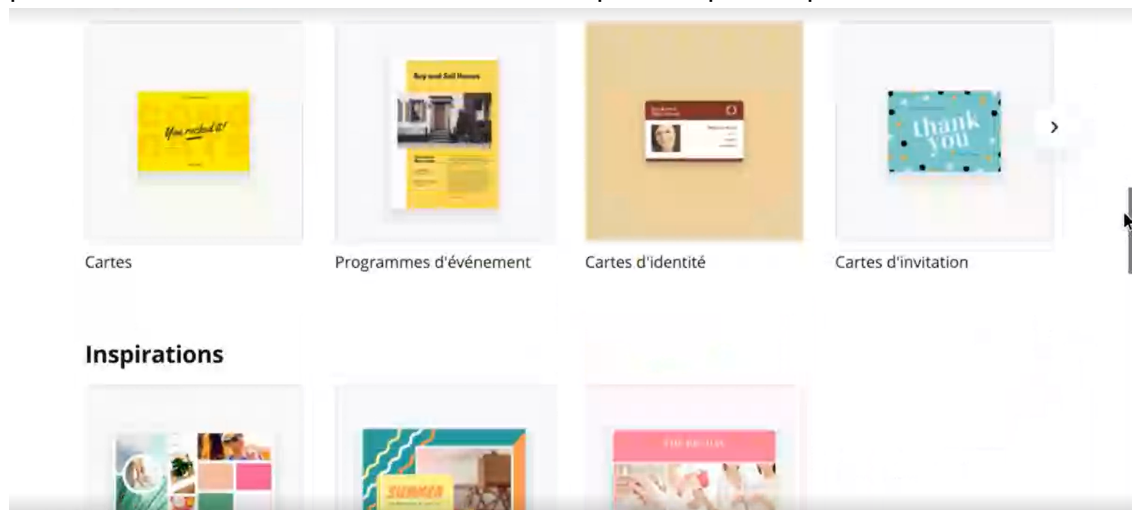 You rocked it!
Buy and Sell Houses
thank
you
Cartes
Programmes d'événement
Cartes d'identité
Cartes d'invitation
Inspirations
SUMMER